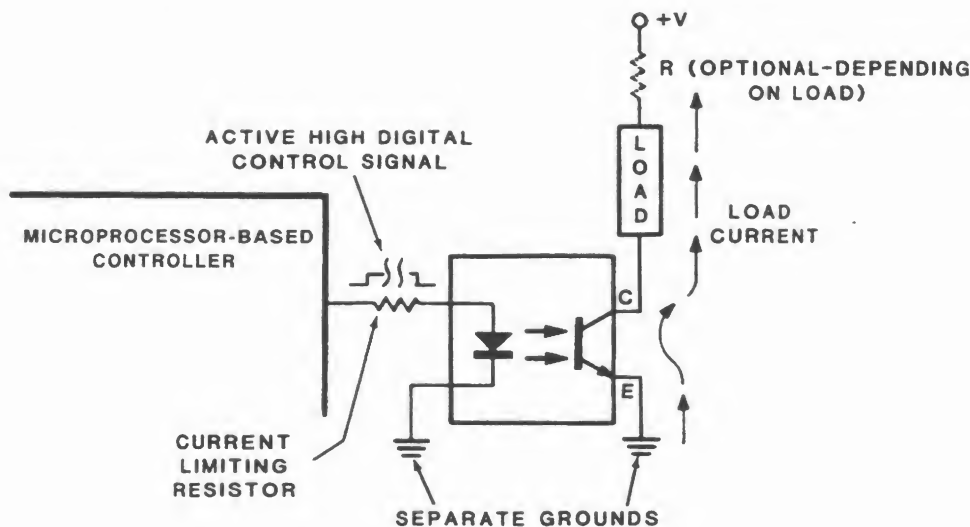 +V
R (OPTIONAL-DEPENDING
ON LOAD)
ACTIVE HIGH DIGITAL
CONTROL SIGNAL
LOAD
LOAD
CURRENT
MICROPROCESSOR-BASED
CONTROLLER
C
E
CURRENT
LIMITING
RESISTOR
SEPARATE GROUNDS